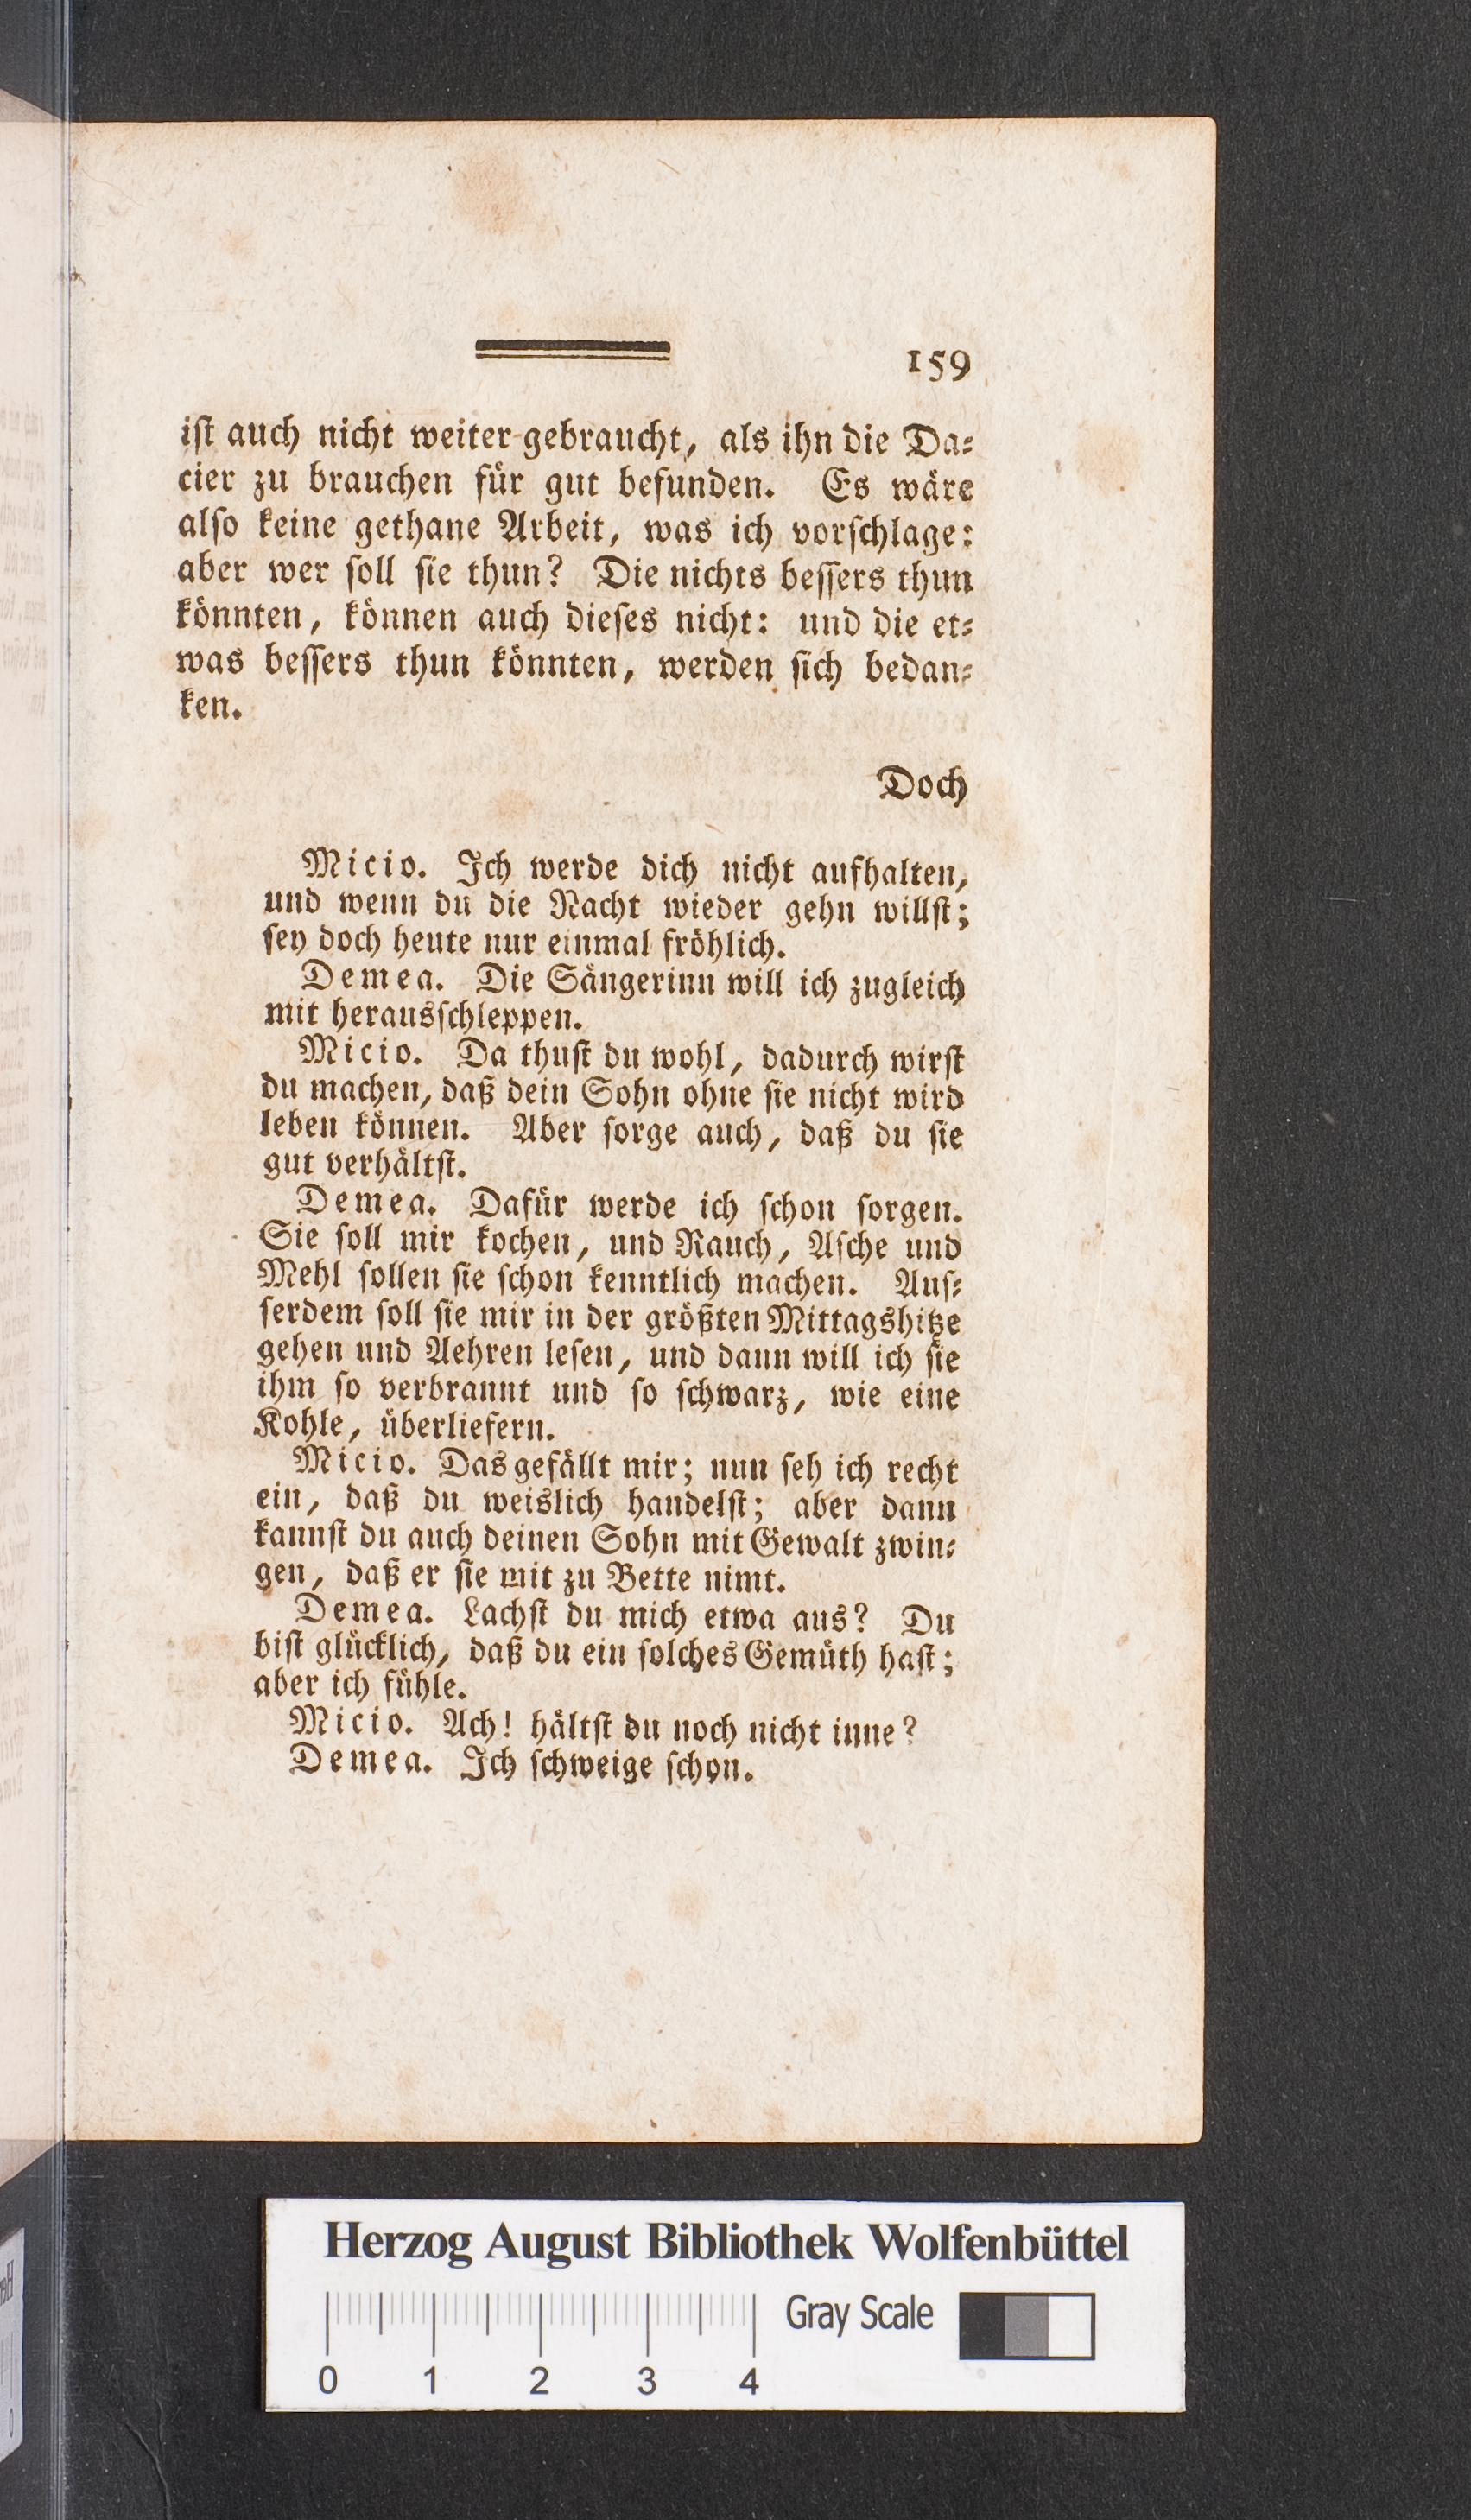 159
iſt auch nicht weiter gebraucht, als ihn die Da⸗
cier zu brauchen für gut befunden. Es wäre
alſo keine gethane Arbeit, was ich vorſchlage:
aber wer ſoll ſie thun? Die nichts beſſers thun
könnten, können auch dieſes nicht: und die et⸗
was beſſers thun könnten, werden ſich bedan⸗
ken.
Doch
Micio. Ich werde dich nicht aufhalten,
und wenn du die Nacht wieder gehn willſt;
ſey doch heute nur einmal fröhlich.
Demea. Die Sängerinn will ich zugleich
mit herausſchleppen.
Micio. Da thuſt du wohl, dadurch wirſt
du machen, daß dein Sohn ohne ſie nicht wird
leben können. Aber ſorge auch, daß du ſie
gut verhältſt.
Demea. Dafür werde ich ſchon ſorgen.
Sie ſoll mir kochen, und Rauch, Aſche und
Mehl ſollen ſie ſchon kenntlich machen. Auſ⸗
ſerdem ſoll ſie mir in der größten Mittagshitze
gehen und Aehren leſen, und dann will ich ſie
ihm ſo verbrannt und ſo ſchwarz, wie eine
Kohle, überliefern.
Micio. Das gefällt mir; nun ſeh ich recht
ein, daß du weislich handelſt; aber dann
kannſt du auch deinen Sohn mit Gewalt zwin⸗
gen, daß er ſie mit zu Bette nimt.
Demea. Lachſt du mich etwa aus? Du
biſt glücklich, daß du ein ſolches Gemüth haſt;
aber ich fühle.
Micio. Ach! hältſt du noch nicht inne?
Demea. Ich ſchweige ſchon.
Herzog August Bibliothek Wolfenbüttel
Gray Scale
0 1 2 3 4